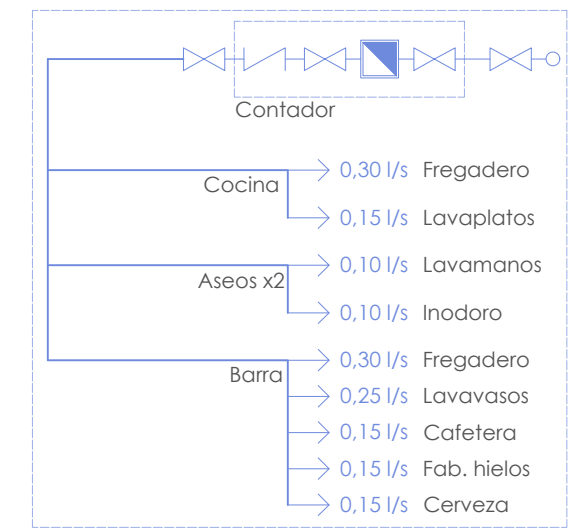 Contador
0,30 l/s Fregadero
Cocina
0,15 l/s Lavaplatos
0,10 l/s Lavamanos
Aseos x2
0,10 l/s Inodoro
0,30 l/s Fregadero
Barra
0,25 l/s Lavavasos
0,15 l/s Cafetera
0,15 l/s Fab. hielos
0,15 l/s Cerveza